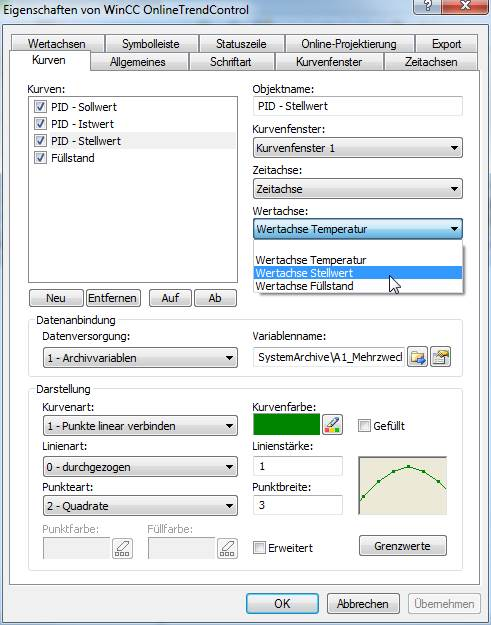 Eigenschaften von WinCC OnlineTrendControl
Wertachsen Symbolleiste Statuszeile Online-Projektierung Export
Kurven Allgemeines Schriftart Kurvenfenster Zeitachsen
Kurven:
PID - Sollwert
PID - Istwert
PID - Stellwert
Füllstand
Neu Entfernen Auf Ab
Objektname:
PID - Stellwert
Kurvenfenster:
Kurvenfenster 1
Zeitachse:
Zeitachse
Wertachse:
Wertachse Temperatur
Wertachse Temperatur
Wertachse Stellwert
Wertachse Füllstand
Datenanbindung
Datenversorgung: Variablenname:
1 - Archivvariablen SystemArchive\A1_Mehrzwecl
Darstellung
Kurvenart: Kurvenfarbe:
1 - Punkte linear verbinden Gefüllt
Linienart: Linienstärke:
0 - durchgezogen 1
Punkteart: Punktbreite:
2 - Quadrate 3
Punktfarbe: Füllfarbe:
Erweitert Grenzwerte
OK Abbrechen Übernehmen